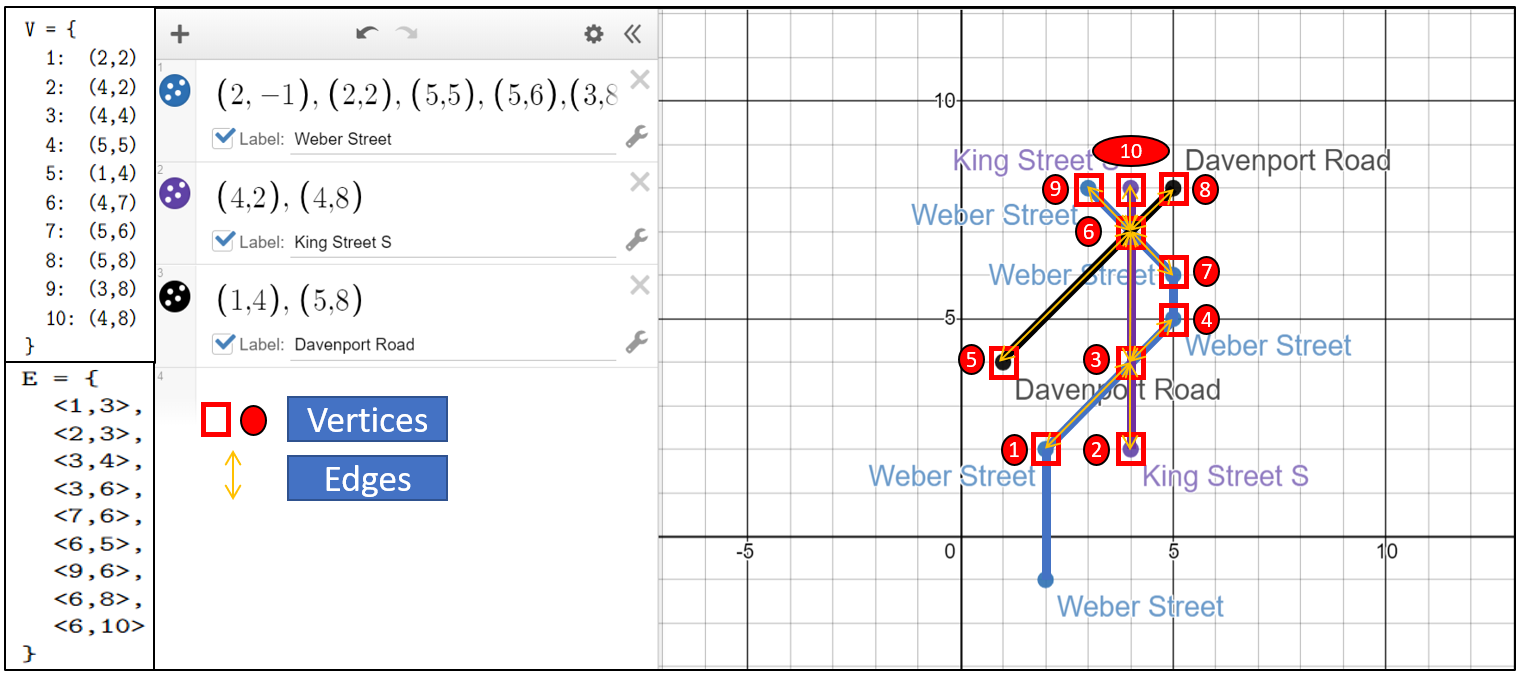 V = {
1: (2,2)
2: (4,2)
3: (4,4)
4: (5,5)
5: (1,4)
6: (4,7)
7: (5,6)
8: (5,8)
9: (3,8)
10: (4,8)
}
E = {
<1,3>,
<2,3>,
<3,4>,
<3,6>,
<7,6>,
<6,5>,
<9,6>,
<6,8>,
<6,10>
}
1
(2, −1), (2,2), (5,5), (5,6),(3,8
Label: Weber Street
2
(4,2), (4,8)
Label: King Street S
3
(1,4), (5,8)
Label: Davenport Road
4
Vertices
Edges
10
10
King Street S
Davenport Road
9
8
Weber Street
6
Weber Street
7
5
4
Weber Street
5
3
Davenport Road
1
2
Weber Street
King Street S
-5
0
5
10
Weber Street